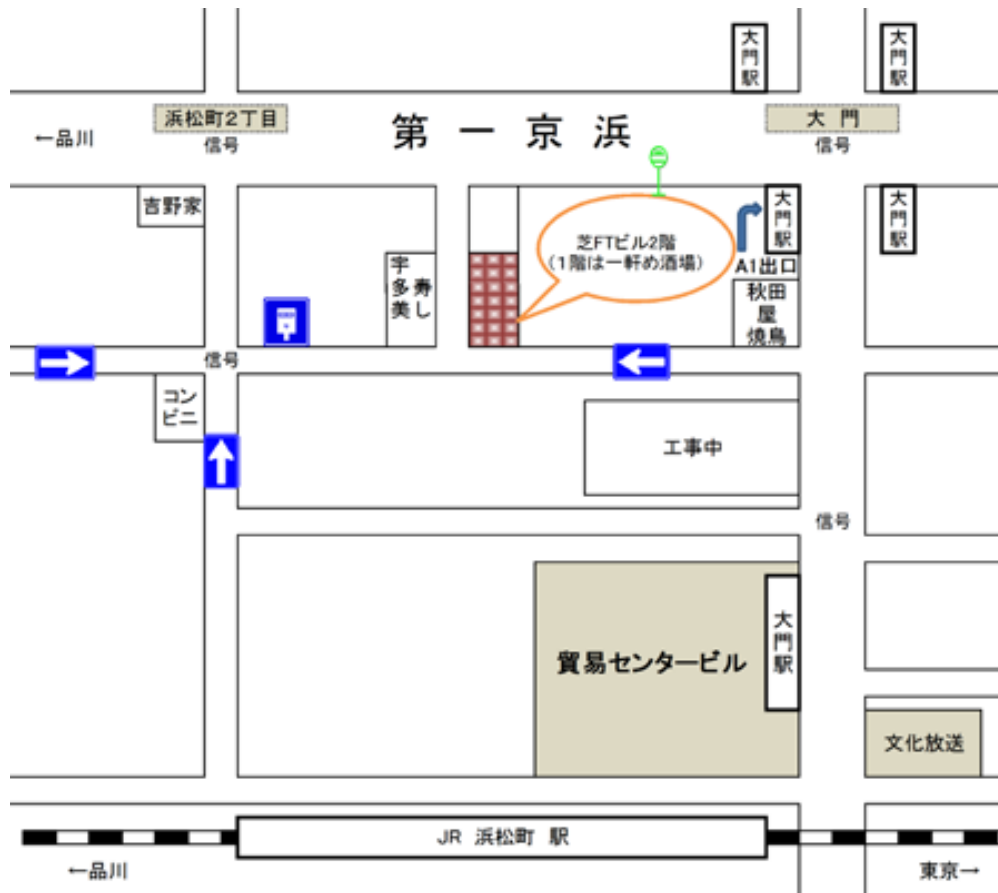 大門駅
大門駅
浜松町2丁目
大 門
←品川
信号
第一京浜
信号
吉野家
大門駅
大門駅
芝FTビル2階
(1階は一軒め酒場)
宇多美
寿し
A1出口
秋田
屋
焼鳥
信号
コン
ビニ
工事中
信号
大門駅
貿易センタービル
文化放送
JR 浜松町 駅
←品川
東京→